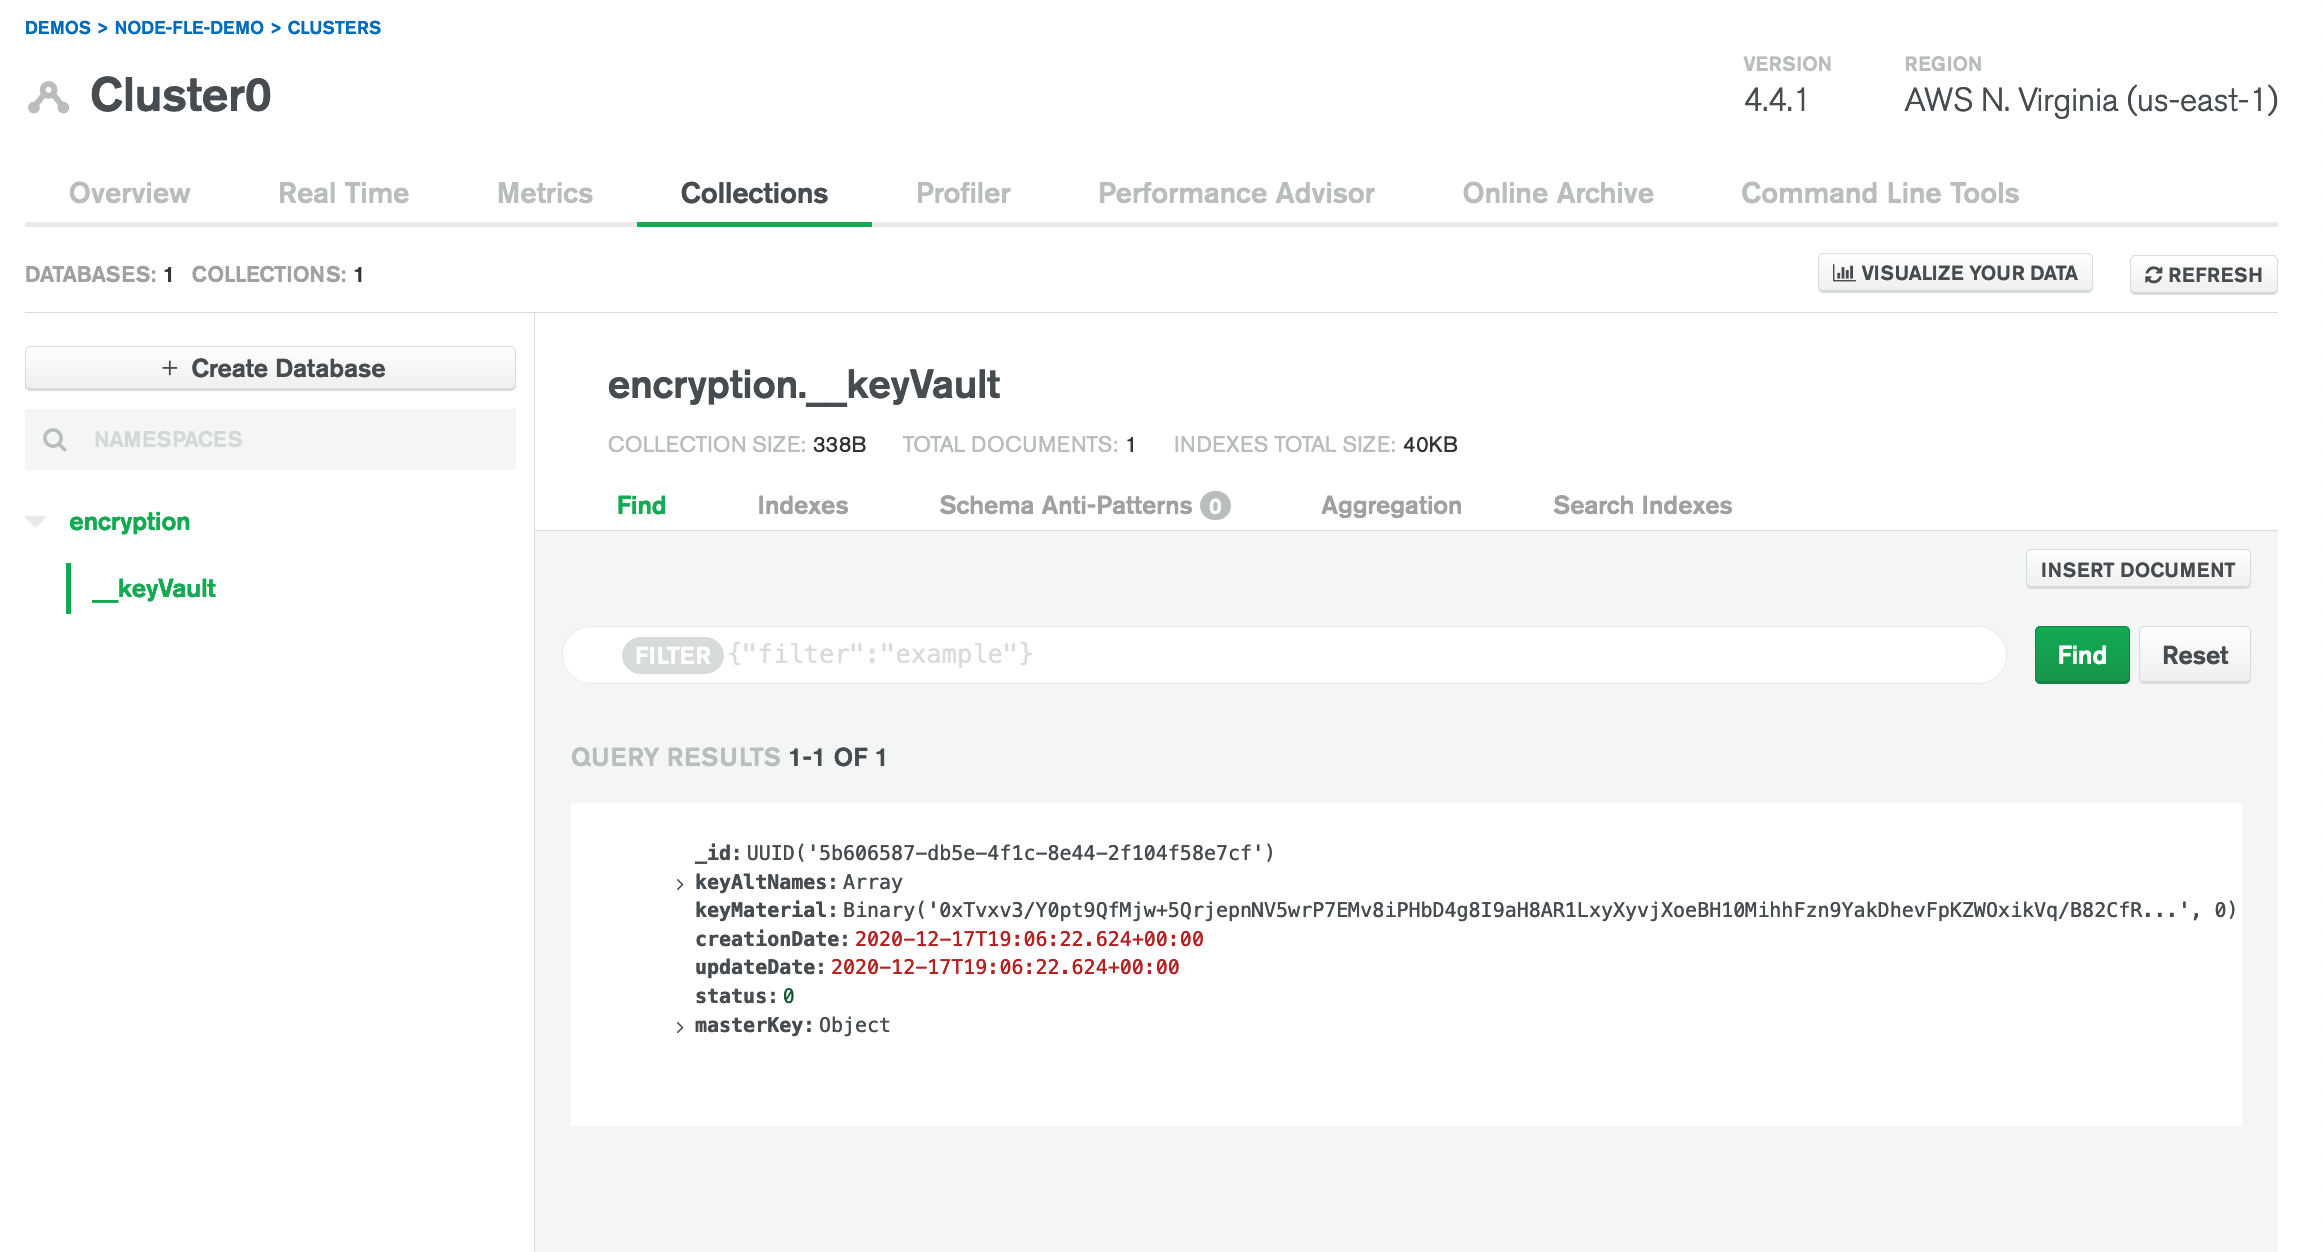 DEMOS > NODE-FLE-DEMO > CLUSTERS
Cluster0
VERSION
4.4.1
REGION
AWS N. Virginia (us-east-1)
Overview Real Time Metrics Collections Profiler Performance Advisor Online Archive Command Line Tools
DATABASES: 1 COLLECTIONS: 1
VISUALIZE YOUR DATA
REFRESH
+ Create Database
NAMESPACES
encryption
__keyVault
encryption.__keyVault
COLLECTION SIZE: 338B TOTAL DOCUMENTS: 1 INDEXES TOTAL SIZE: 40KB
Find Indexes Schema Anti-Patterns 0 Aggregation Search Indexes
INSERT DOCUMENT
FILTER {"filter":"example"}
Find
Reset
QUERY RESULTS 1-1 OF 1
_id: UUID('5b606587-db5e-4f1c-8e44-2f104f58e7cf')
> keyAltNames: Array
keyMaterial: Binary('0xTvxv3/Y0pt9QfMjw+5QrjepnNV5wrP7EMv8iPHbD4g8I9aH8AR1LxyXyvjXoeBH10MihhFzn9YakDhevFpKZWOxikVq/B82CfR...', 0)
creationDate: 2020-12-17T19:06:22.624+00:00
updateDate: 2020-12-17T19:06:22.624+00:00
status: 0
> masterKey: Object